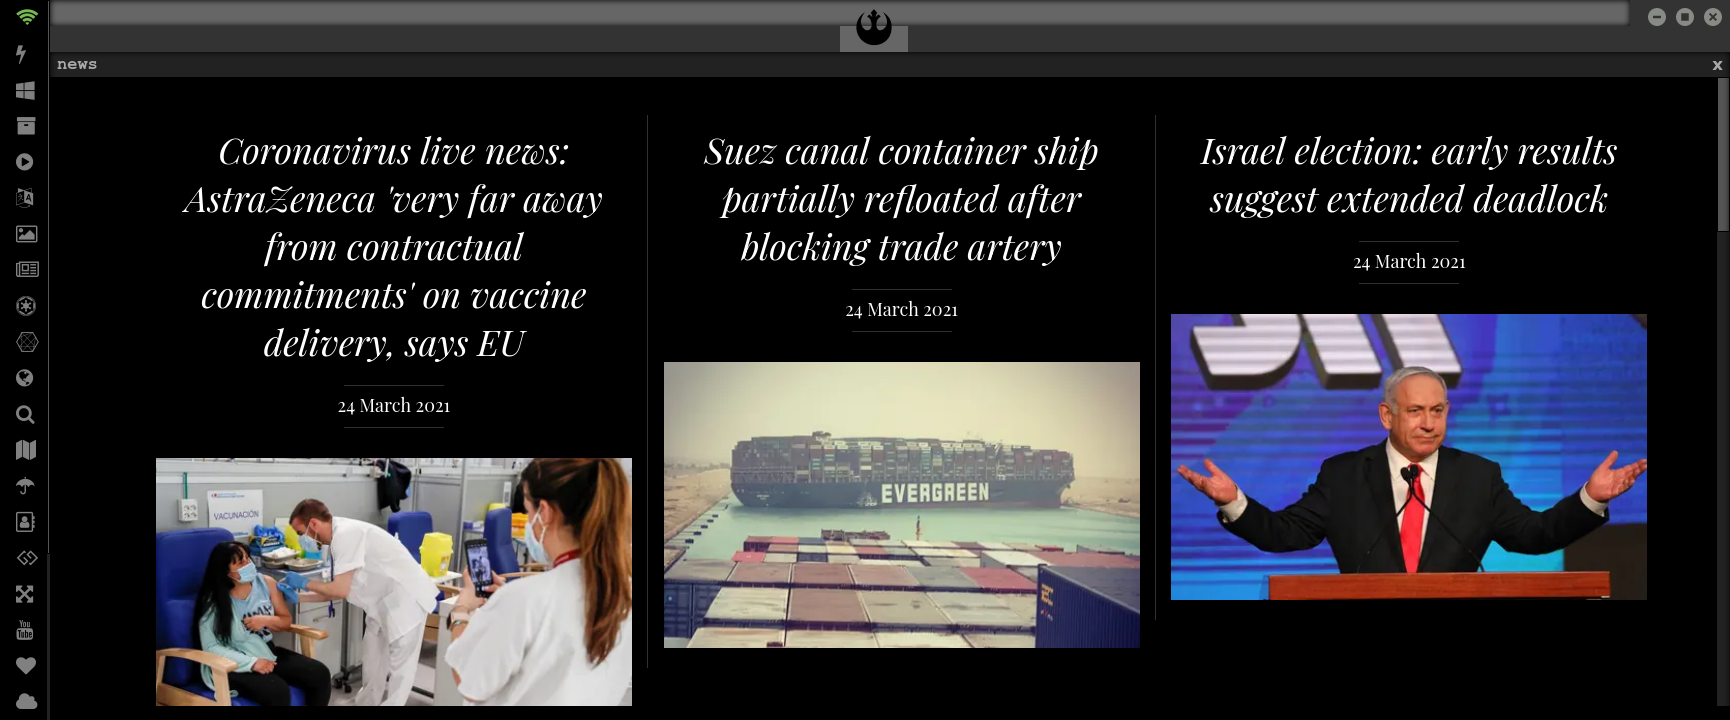 news
x
Coronavirus live news:
AstraZeneca 'very far away
from contractual
commitments' on vaccine
delivery, says EU
24 March 2021
VACUNACIÓN
Suez canal container ship
partially refloated after
blocking trade artery
24 March 2021
EVERGREEN
Israel election: early results
suggest extended deadlock
24 March 2021
You
Tube